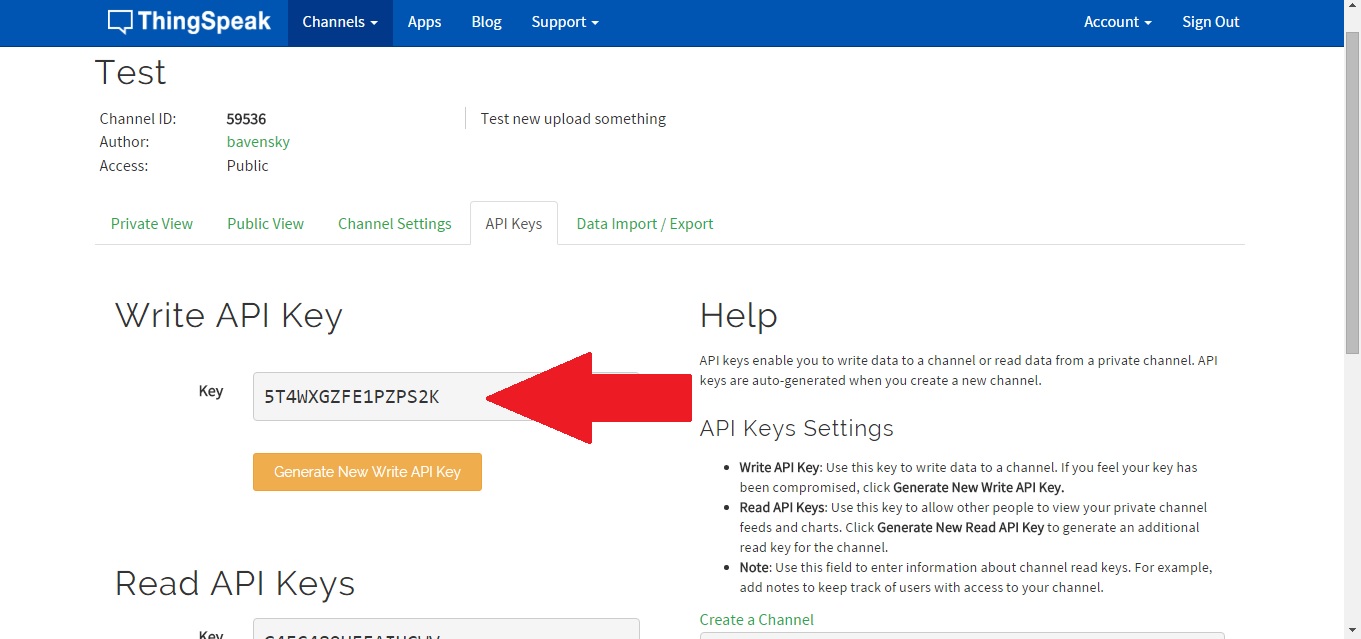 ThingSpeak Channels Apps Blog Support Account Sign Out
Test
Channel ID: 59536
Author: bavensky
Access: Public
Test new upload something
Private View Public View Channel Settings API Keys Data Import / Export
Write API Key
Key 5T4WXGZFE1PZPS2K
Generate New Write API Key
Read API Keys
Key
Help
API keys enable you to write data to a channel or read data from a private channel. API
keys are auto-generated when you create a new channel.
API Keys Settings
Write API Key: Use this key to write data to a channel. If you feel your key has
been compromised, click Generate New Write API Key.
Read API Keys: Use this key to allow other people to view your private channel
feeds and charts. Click Generate New Read API Key to generate an additional
read key for the channel.
Note: Use this field to enter information about channel read keys. For example,
add notes to keep track of users with access to your channel.
Create a Channel